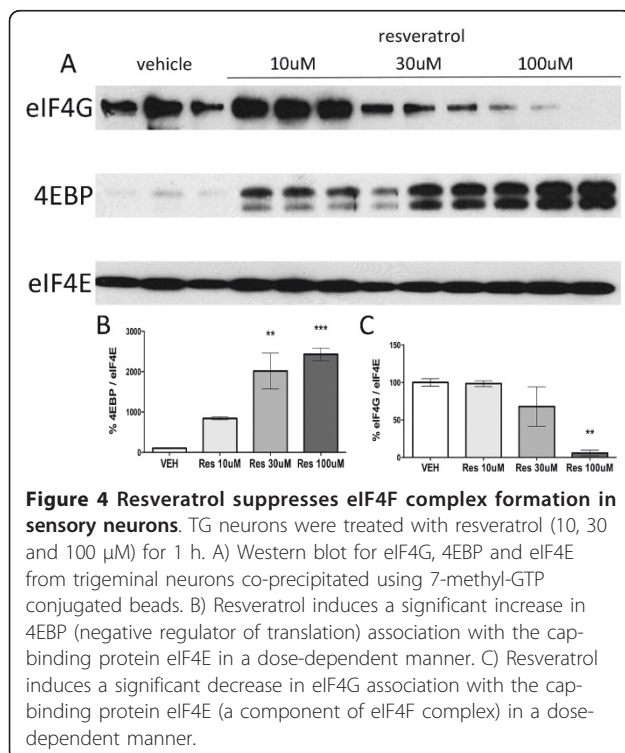 resveratrol
A vehicle 10uM 30uM 100uM
eIF4G
4EBP
eIF4E
B
% 4EBP / eIF4E
3000
2000
1000
0
** ***
VEH Res 10uM Res 30uM Res 100uM
C
% eIF4G / eIF4E
150
100
50
0
**
VEH Res 10uM Res 30uM Res 100uM
Figure 4 Resveratrol suppresses eIF4F complex formation in
sensory neurons. TG neurons were treated with resveratrol (10, 30
and 100 μM) for 1 h. A) Western blot for eIF4G, 4EBP and eIF4E
from trigeminal neurons co-precipitated using 7-methyl-GTP
conjugated beads. B) Resveratrol induces a significant increase in
4EBP (negative regulator of translation) association with the cap-
binding protein eIF4E in a dose-dependent manner. C) Resveratrol
induces a significant decrease in eIF4G association with the cap-
binding protein eIF4E (a component of eIF4F complex) in a dose-
dependent manner.